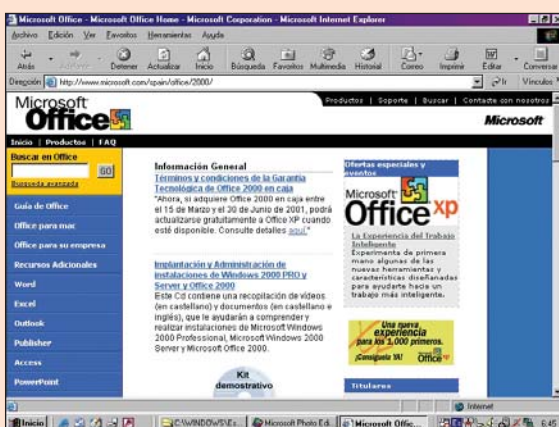 Microsoft Office - Microsoft Office Home - Microsoft Corporation - Microsoft Internet Explorer
Archivo Edición Ver Favoritos Herramientas Ayuda
Atrás Adelante Detener Actualizar Inicio Búsqueda Favoritos Multimedia Historial Correo Imprimir Editar Conversar
Dirección http://www.microsoft.com/spain/office/2000/ Ir Vínculos
Productos | Soporte | Buscar | Contacte con nosotros
Microsoft
Office
Microsoft
Inicio | Productos | FAQ
Buscar en Office
GO
Búsqueda avanzada
Guía de Office
Office para mac
Office para su empresa
Recursos Adicionales
Word
Excel
Outlook
Publisher
Access
PowerPoint
Información General
Términos y condiciones de la Garantía
Tecnológica de Office 2000 en caja
"Ahora, si adquiere Office 2000 en caja entre
el 15 de Marzo y el 30 de Junio de 2001, podrá
actualizarse gratuitamente a Office XP cuando
esté disponible. Consulte detalles aquí."
Implantación y Administración de
instalaciones de Windows 2000 PRO y
Server y Office 2000
Este Cd contiene una recopilación de vídeos
(en castellano) y documentos (en castellano e
inglés), que le ayudarán a comprender y
realizar instalaciones de Microsoft Windows
2000 Professional, Microsoft Windows 2000
Server y Microsoft Office 2000.
Kit
demostrativo
Ofertas especiales y
eventos
Microsoft
Office xp
La Experiencia del Trabajo
Inteligente
Experimenta de primera
mano algunas de las
nuevas herramientas y
características diseñanadas
para ayudarte hacia un
trabajo más inteligente.
Una nueva
experiencia
para los 1.000 primeros.
¡Consíguela YA!
Office xp
Titulares
Internet
Inicio C:\WINDOWS\Es... Microsoft Photo Ed... Microsoft Offic... 6:46